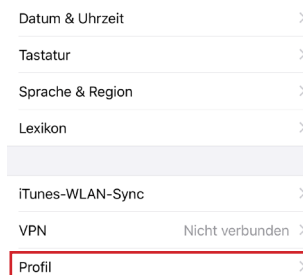 Datum & Uhrzeit
Tastatur
Sprache & Region
Lexikon
iTunes-WLAN-Sync
VPN Nicht verbunden
Profil